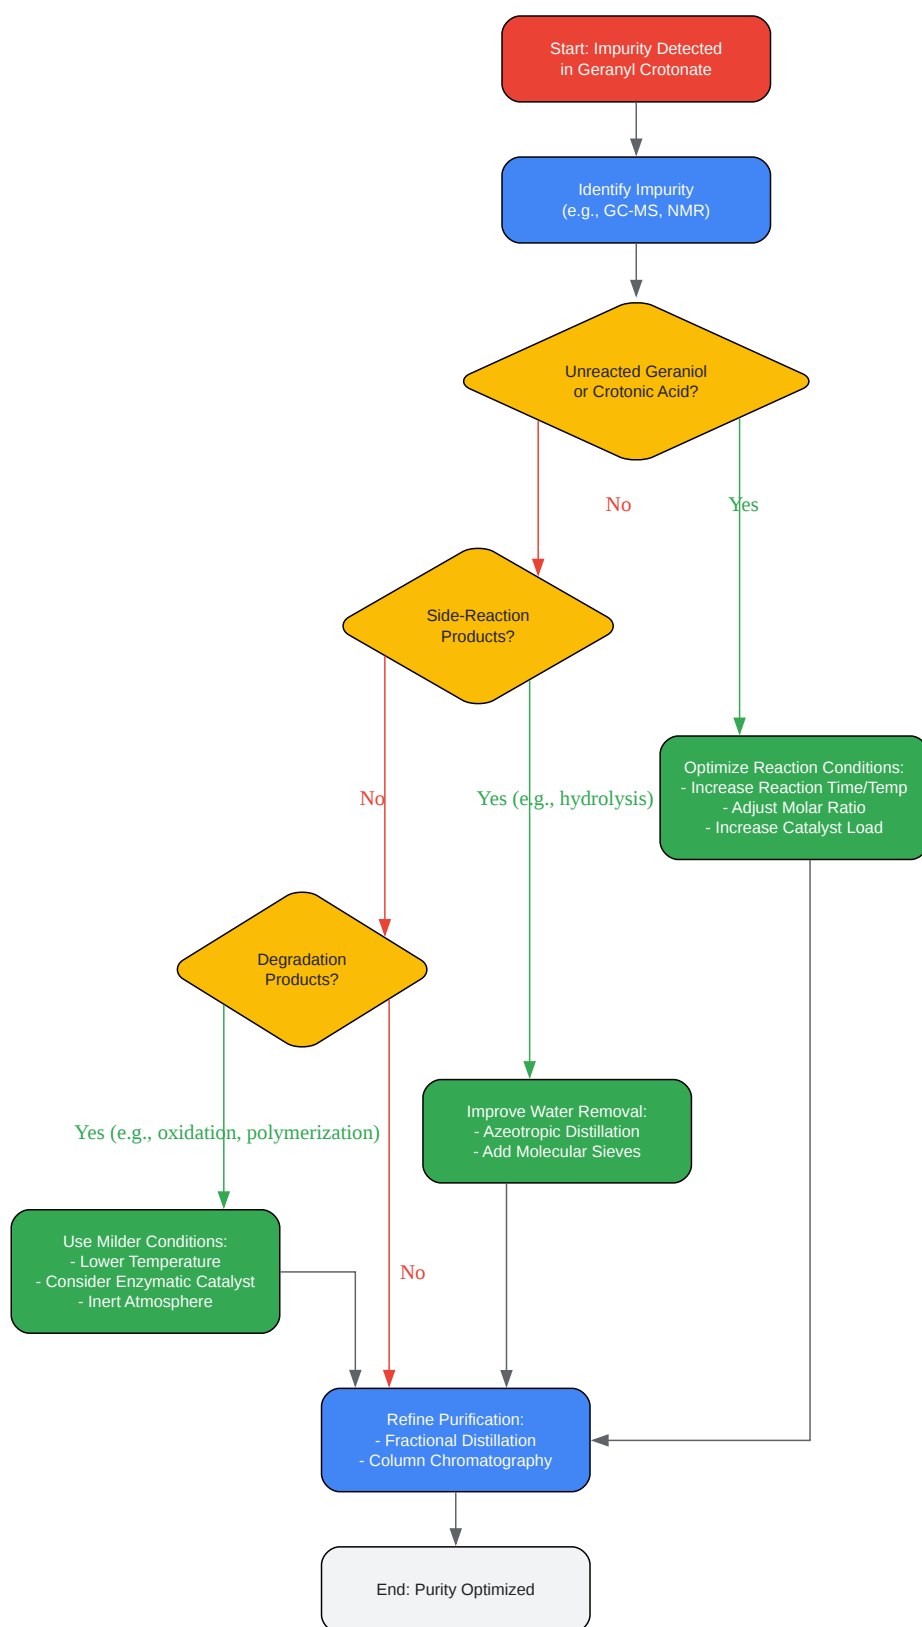 Start: Impurity Detected
in Geranyl Crotonate
Identify Impurity
(e.g., GC-MS, NMR)
Unreacted Geraniol
or Crotonic Acid?
No
Yes
Side-Reaction
Products?
Optimize Reaction Conditions:
- Increase Reaction Time/Temp
- Adjust Molar Ratio
- Increase Catalyst Load
No
Yes (e.g., hydrolysis)
Degradation
Products?
Improve Water Removal:
- Azeotropic Distillation
- Add Molecular Sieves
Yes (e.g., oxidation, polymerization)
Use Milder Conditions:
- Lower Temperature
- Consider Enzymatic Catalyst
- Inert Atmosphere
No
Refine Purification:
- Fractional Distillation
- Column Chromatography
End: Purity Optimized